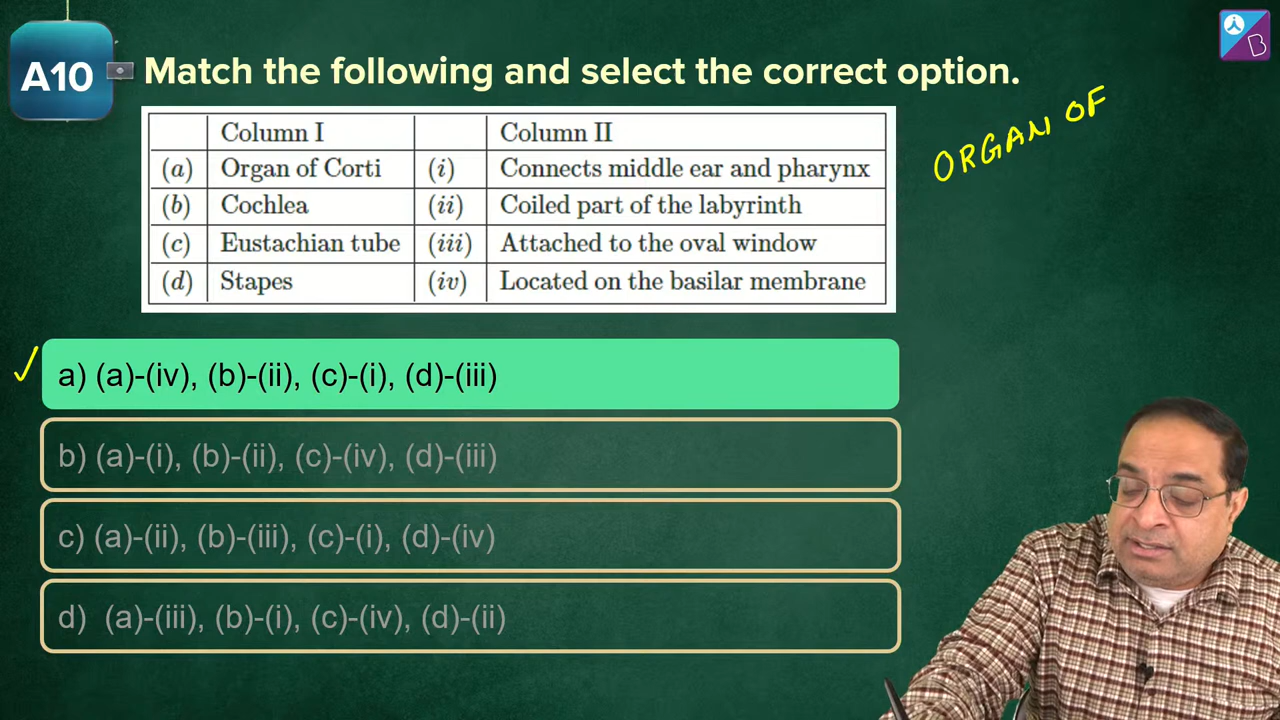 A10
Match the following and select the correct option.
Column I Column II
(a) Organ of Corti (i) Connects middle ear and pharynx
(b) Cochlea (ii) Coiled part of the labyrinth
(c) Eustachian tube (iii) Attached to the oval window
(d) Stapes (iv) Located on the basilar membrane
ORGAN OF
a) (a)-(iv), (b)-(ii), (c)-(i), (d)-(iii)
b) (a)-(i), (b)-(ii), (c)-(iv), (d)-(iii)
c) (a)-(ii), (b)-(iii), (c)-(i), (d)-(iv)
d) (a)-(iii), (b)-(i), (c)-(iv), (d)-(ii)
B